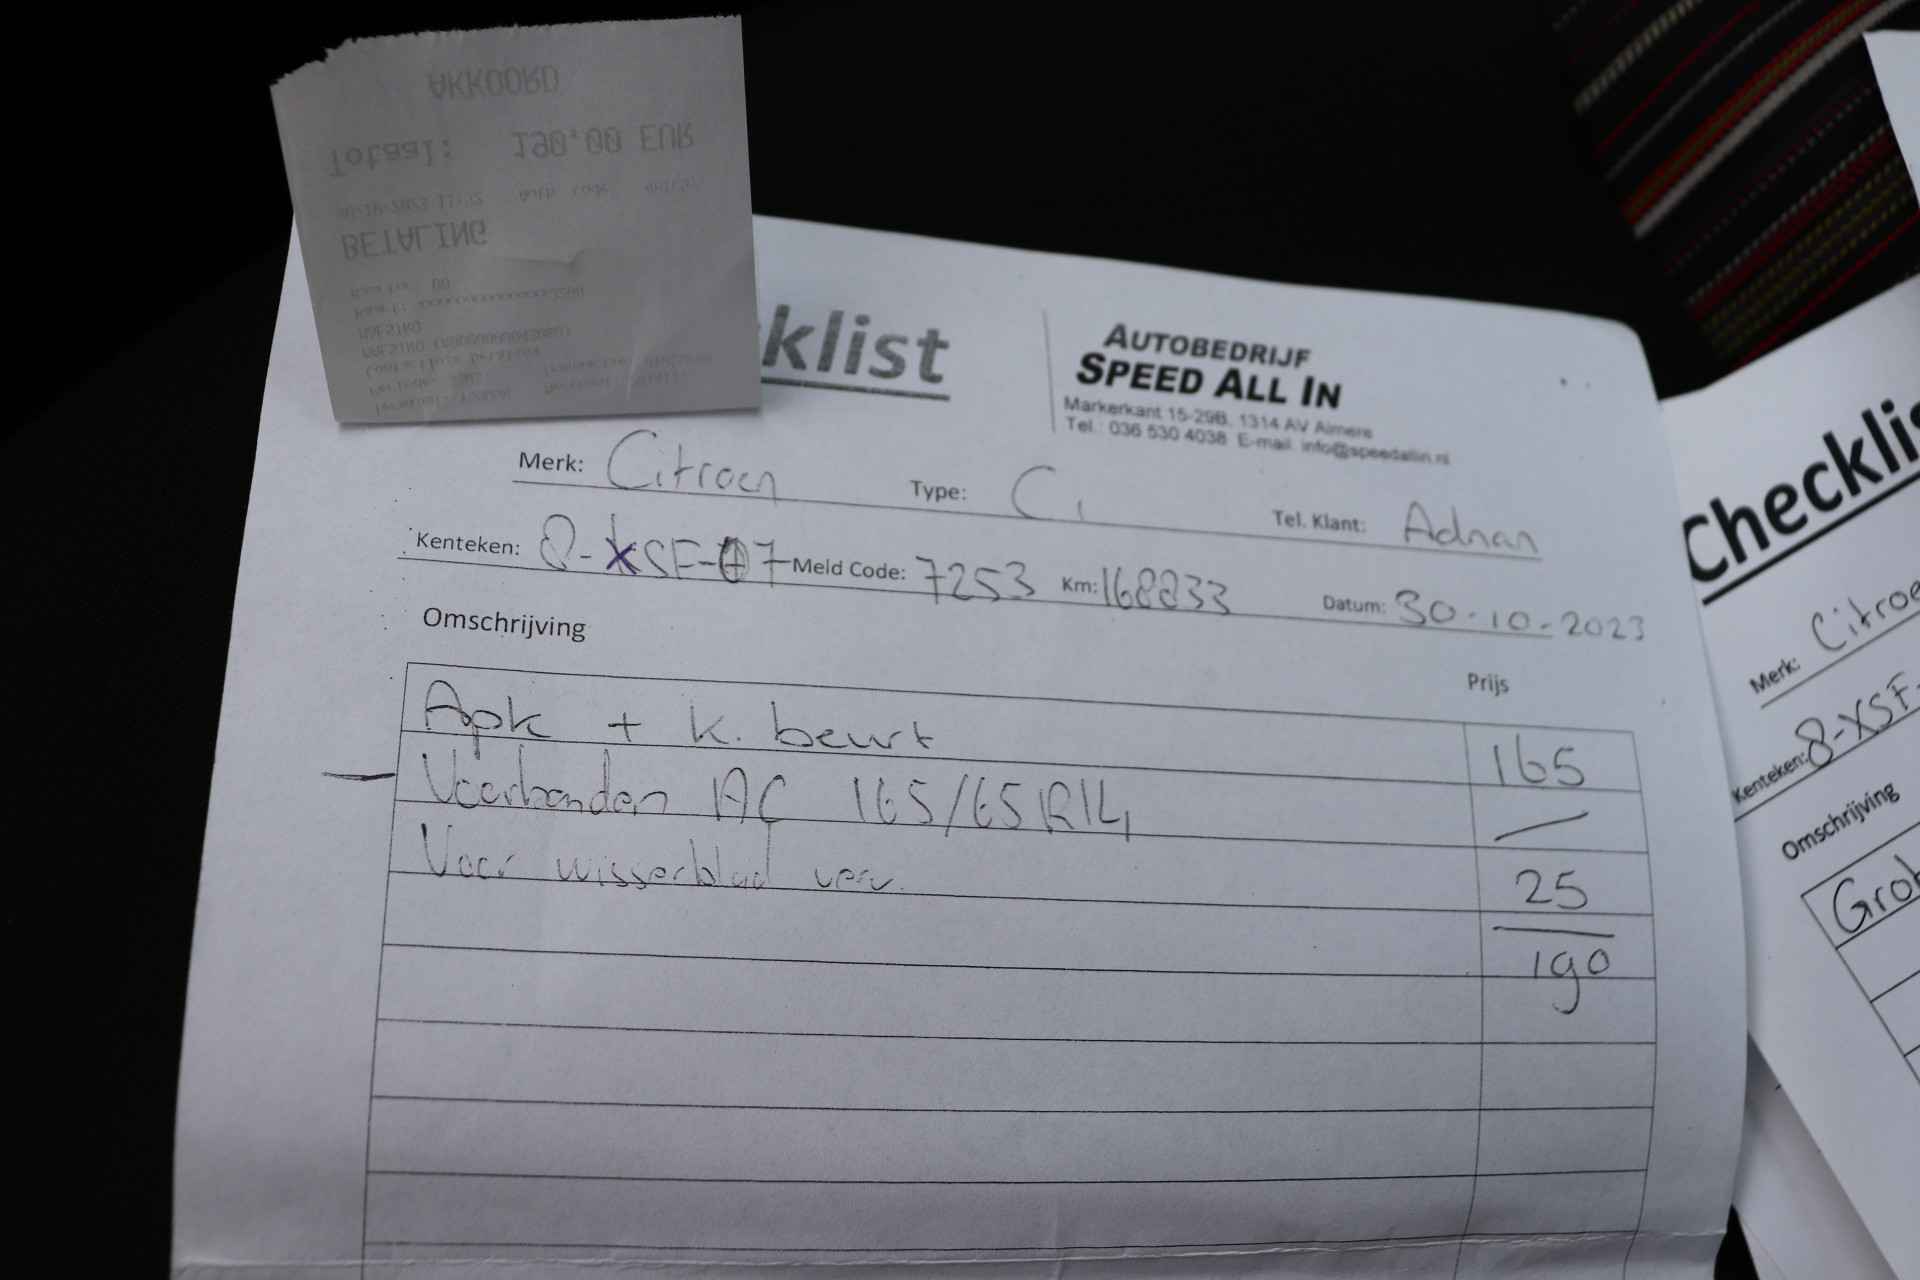 AKKOORD
Totaal: 190,00 EUR
BETALING
klist
AUTOBEDRIJF
SPEED ALL IN
Markerkant 15-29B, 1314 AV Almere
Tel.: 036 530 4038 E-mail. info@speedallin.nl
Merk: Citroen Type: C1 Tel. Klant: Adnan
Kenteken: 8-XSF-07 Meld Code: 7253 Km: 168833 Datum: 30-10-2023
Omschrijving Prijs
Apk + k. beurt 165
Voorbanden AC 165/65R14 —
Voor wisserblad verv. 25
190
Checklis
Merk: Citroe
Kenteken: 8-XSF-
Omschrijving
Grot